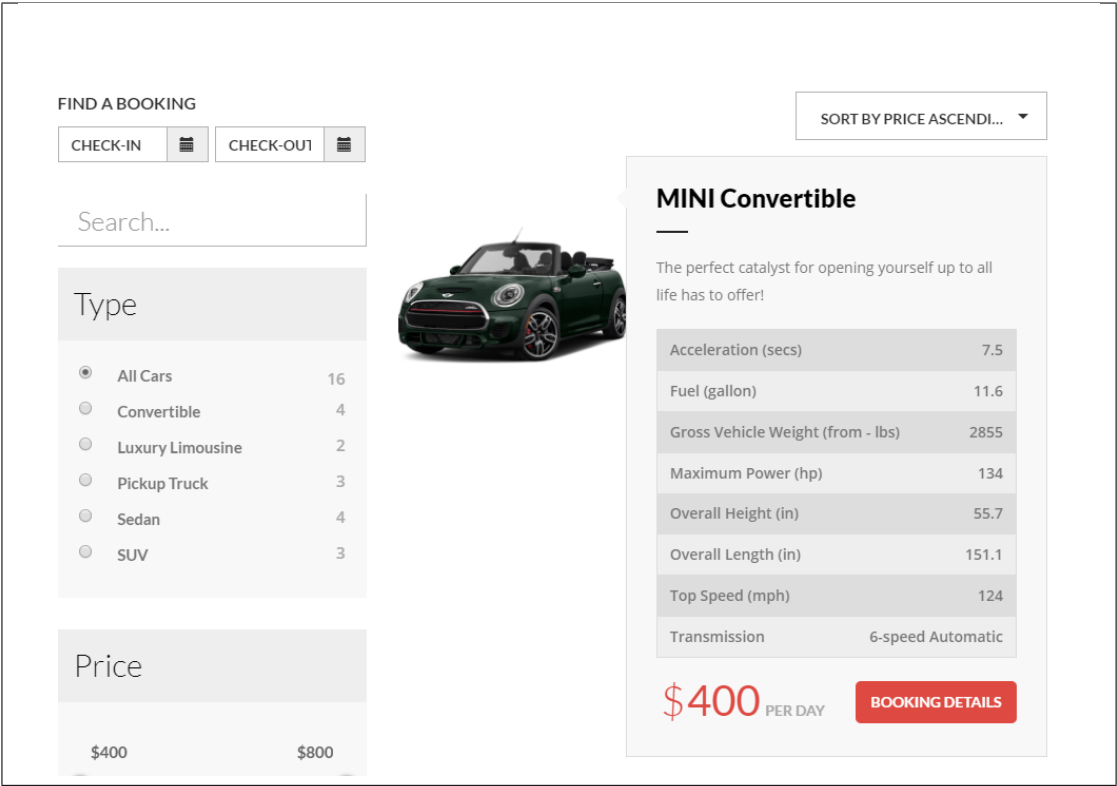 FIND A BOOKING
CHECK-IN
CHECK-OUT
Search...
Type
All Cars 16
Convertible 4
Luxury Limousine 2
Pickup Truck 3
Sedan 4
SUV 3
Price
$400 $800
SORT BY PRICE ASCENDI...
MINI Convertible
The perfect catalyst for opening yourself up to all
life has to offer!
Acceleration (secs) 7.5
Fuel (gallon) 11.6
Gross Vehicle Weight (from - lbs) 2855
Maximum Power (hp) 134
Overall Height (in) 55.7
Overall Length (in) 151.1
Top Speed (mph) 124
Transmission 6-speed Automatic
$400 PER DAY
BOOKING DETAILS